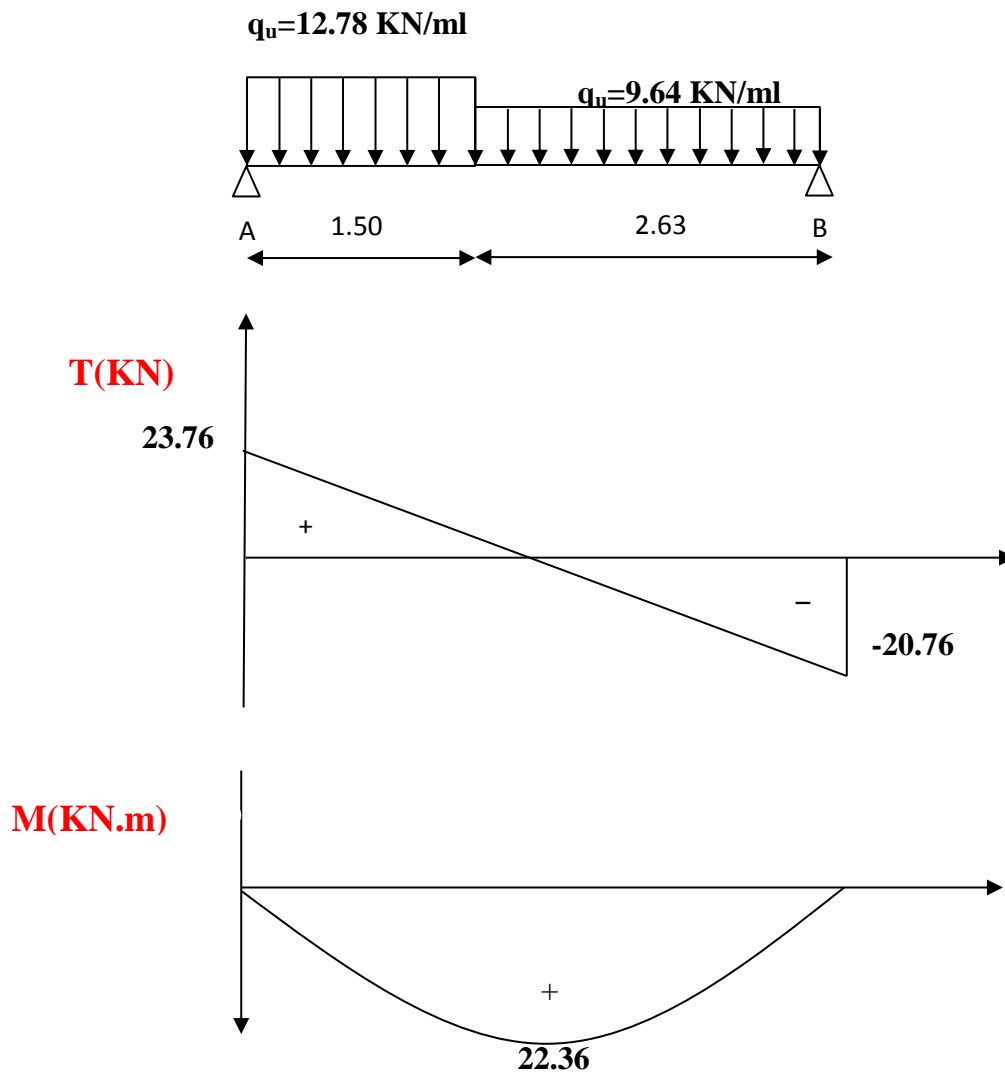 qu=12.78 KN/ml
qu=9.64 KN/ml
A 1.50 2.63 B
T(KN)
23.76
+
−
-20.76
M(KN.m)
+
22.36